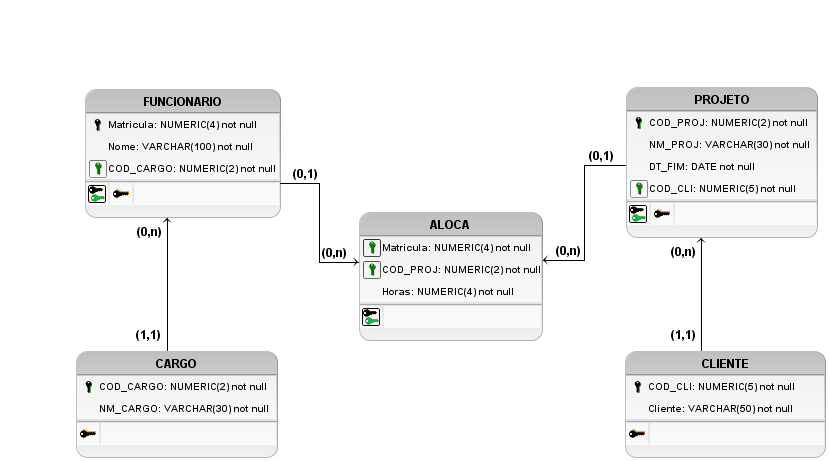 FUNCIONARIO
Matricula: NUMERIC(4) not null
Nome: VARCHAR(100) not null
COD_CARGO: NUMERIC(2) not null
PROJETO
COD_PROJ: NUMERIC(2) not null
NM_PROJ: VARCHAR(30) not null
DT_FIM: DATE not null
COD_CLI: NUMERIC(5) not null
(0,1)
(0,1)
ALOCA
Matricula: NUMERIC(4) not null
COD_PROJ: NUMERIC(2) not null
Horas: NUMERIC(4) not null
(0,n)
(0,n)
(0,n)
(0,n)
(1,1)
(1,1)
CARGO
COD_CARGO: NUMERIC(2) not null
NM_CARGO: VARCHAR(30) not null
CLIENTE
COD_CLI: NUMERIC(5) not null
Cliente: VARCHAR(50) not null